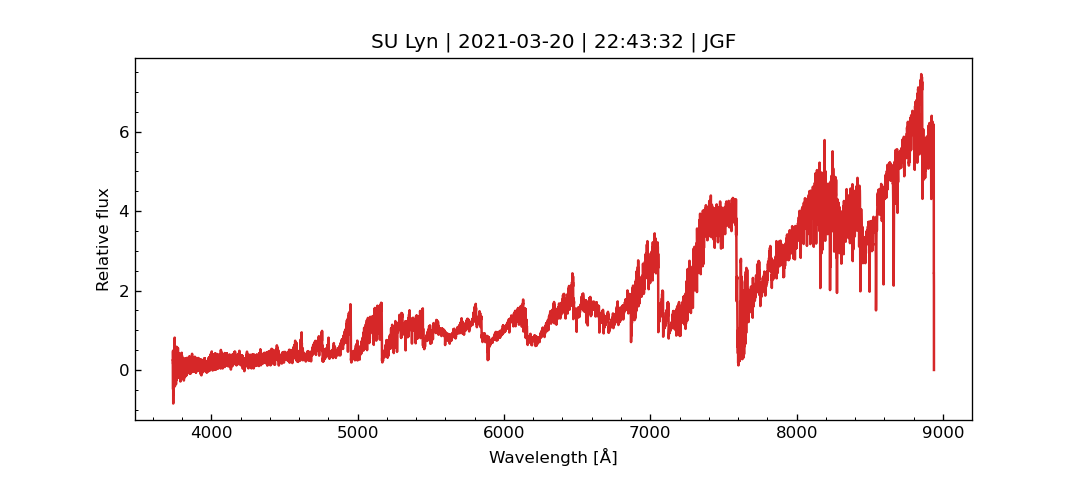 SU Lyn | 2021-03-20 | 22:43:32 | JGF
Relative flux
6
4
2
0
4000 5000 6000 7000 8000 9000
Wavelength [Å]